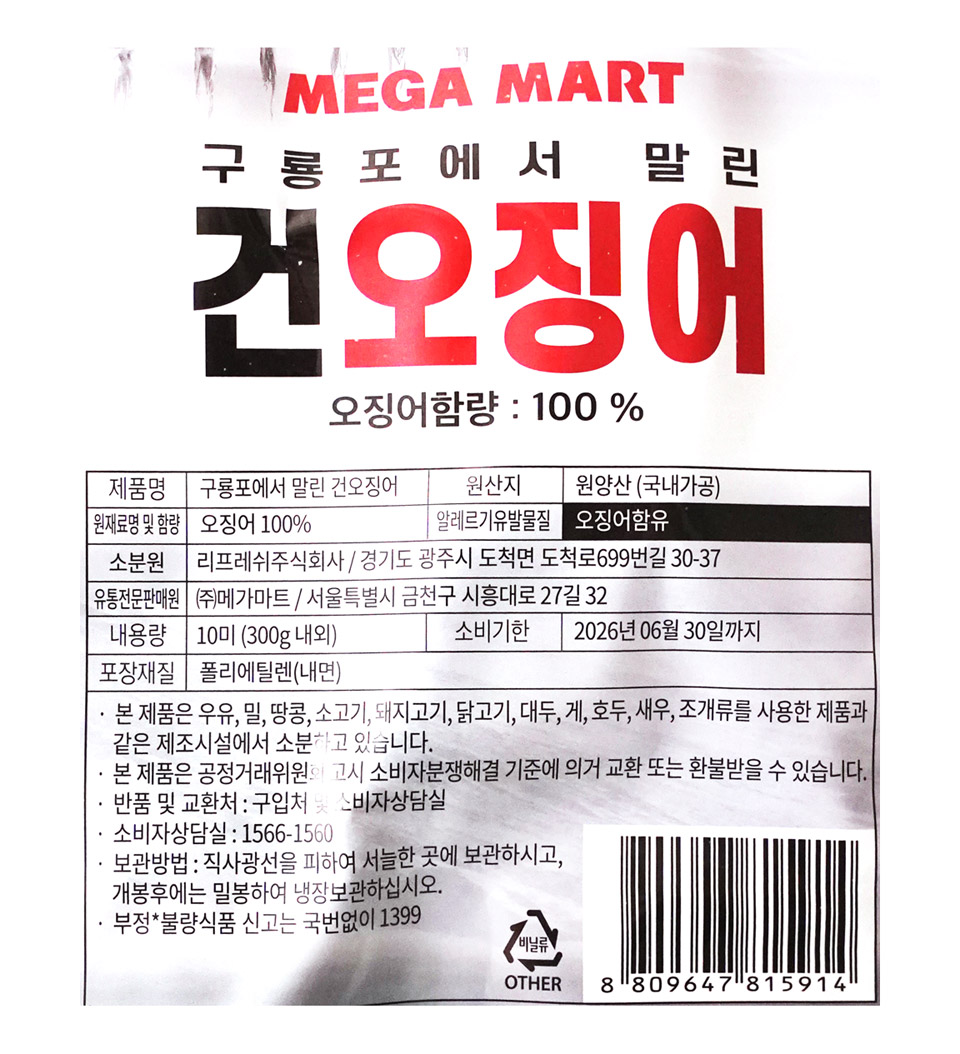 MEGA MART
구룡포에서 말린
건오징어
오징어함량 : 100 %
제품명 구룡포에서 말린 건오징어 원산지 원양산 (국내가공)
원재료명 및 함량 오징어 100% 알레르기유발물질 오징어함유
소분원 리프레쉬주식회사 / 경기도 광주시 도척면 도척로699번길 30-37
유통전문판매원 ㈜메가마트 / 서울특별시 금천구 시흥대로 27길 32
내용량 10미 (300g 내외) 소비기한 2026년 06월 30일까지
포장재질 폴리에틸렌(내면)
· 본 제품은 우유, 밀, 땅콩, 소고기, 돼지고기, 닭고기, 대두, 게, 호두, 새우, 조개류를 사용한 제품과
같은 제조시설에서 소분하고 있습니다.
· 본 제품은 공정거래위원회 고시 소비자분쟁해결 기준에 의거 교환 또는 환불받을 수 있습니다.
· 반품 및 교환처 : 구입처 및 소비자상담실
· 소비자상담실 : 1566-1560
· 보관방법 : 직사광선을 피하여 서늘한 곳에 보관하시고,
개봉후에는 밀봉하여 냉장보관하십시오.
· 부정*불량식품 신고는 국번없이 1399
비닐류
OTHER
8 809647 815914